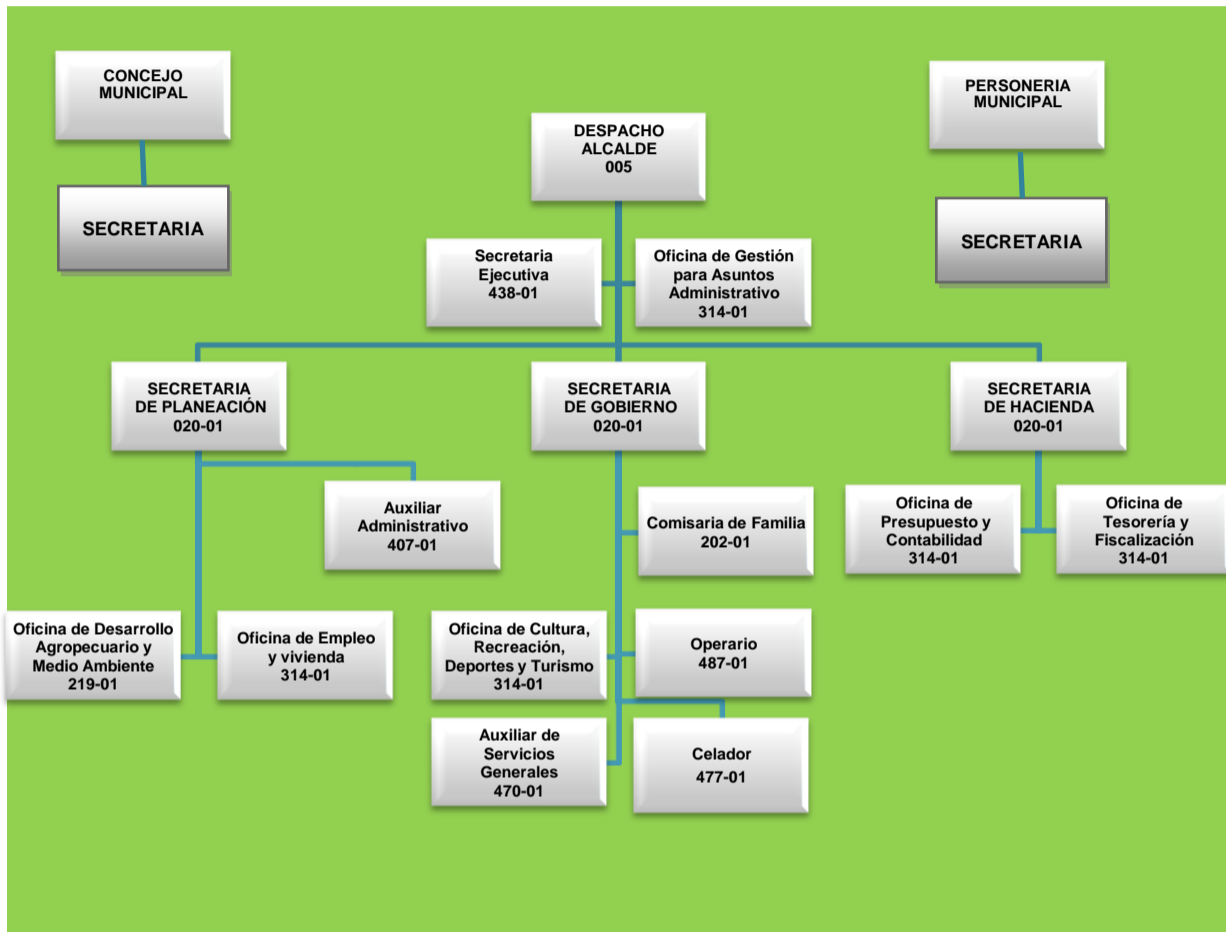 CONCEJO
MUNICIPAL
SECRETARIA
PERSONERIA
MUNICIPAL
SECRETARIA
DESPACHO
ALCALDE
005
Secretaria
Ejecutiva
438-01
Oficina de Gestión
para Asuntos
Administrativo
314-01
SECRETARIA
DE PLANEACIÓN
020-01
SECRETARIA
DE GOBIERNO
020-01
SECRETARIA
DE HACIENDA
020-01
Auxiliar
Administrativo
407-01
Comisaria de Familia
202-01
Oficina de
Presupuesto y
Contabilidad
314-01
Oficina de
Tesorería y
Fiscalización
314-01
Oficina de Desarrollo
Agropecuario y
Medio Ambiente
219-01
Oficina de Empleo
y vivienda
314-01
Oficina de Cultura,
Recreación,
Deportes y Turismo
314-01
Operario
487-01
Auxiliar de
Servicios
Generales
470-01
Celador
477-01